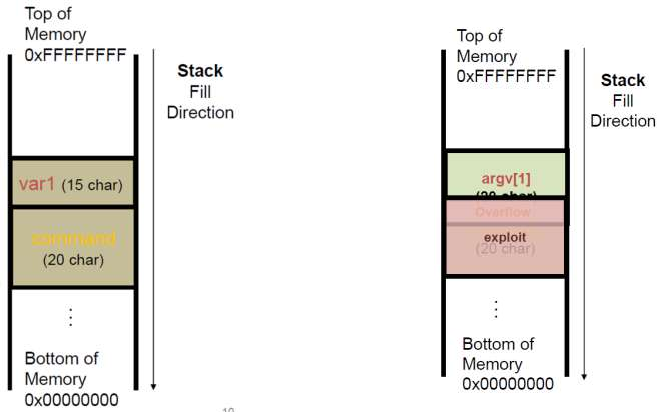 Top of
Memory
0xFFFFFFFF
Stack
Fill
Direction
var1 (15 char)
command
(20 char)
⋮
Bottom of
Memory
0x00000000
10
Top of
Memory
0xFFFFFFFF
Stack
Fill
Direction
argv[1]
(20 char)
Overflow
exploit
(20 char)
⋮
Bottom of
Memory
0x00000000